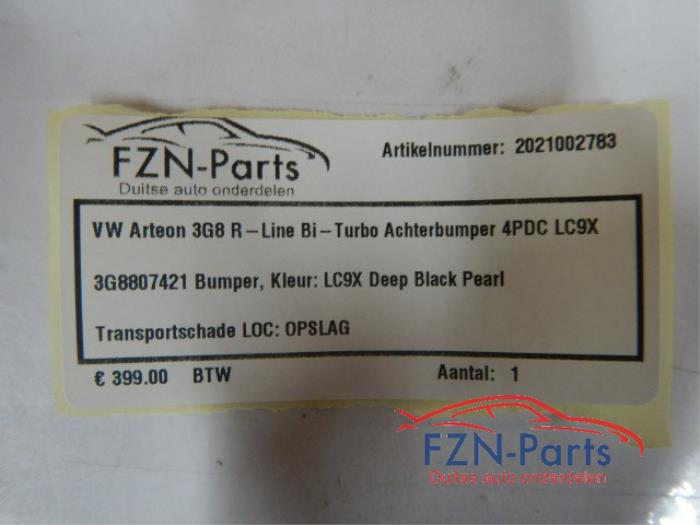 FZN-Parts
Duitse auto onderdelen
Artikelnummer: 2021002783
VW Arteon 3G8 R-Line Bi-Turbo Achterbumper 4PDC LC9X
3G8807421 Bumper, Kleur: LC9X Deep Black Pearl
Transportschade LOC: OPSLAG
€ 399.00 BTW
Aantal: 1
FZN-Parts
Duitse auto onderdelen